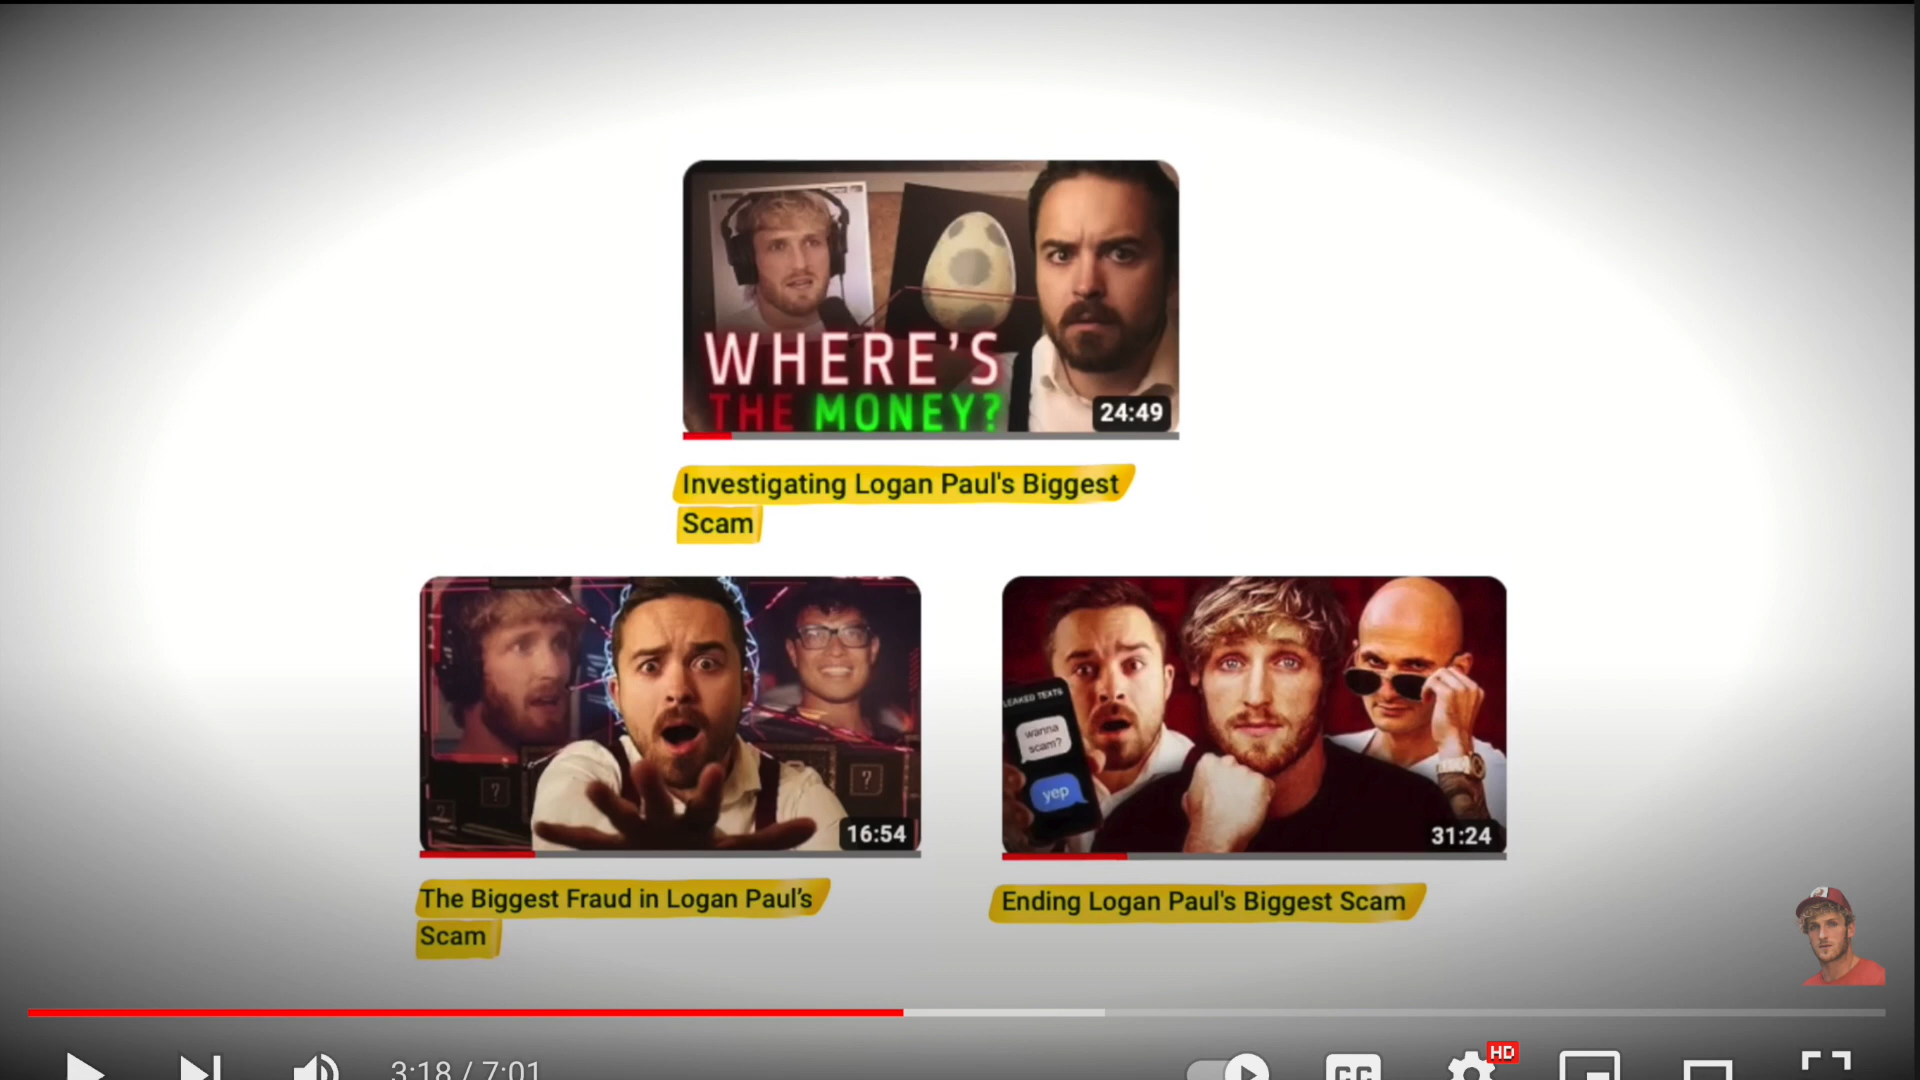 WHERE'S
THE MONEY?
24:49
Investigating Logan Paul's Biggest
Scam
?
?
?
16:54
The Biggest Fraud in Logan Paul's
Scam
LEAKED TEXTS
wanna
scam?
yep
31:24
Ending Logan Paul's Biggest Scam
3:18 / 7:01
CC
HD